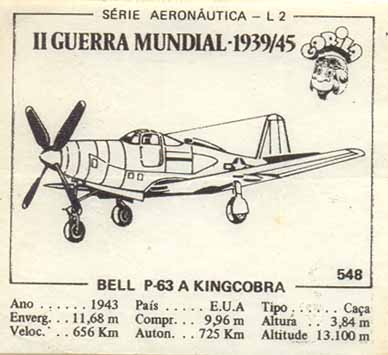 SÉRIE AERONÁUTICA - L 2
II GUERRA MUNDIAL - 1939/45
GORILA
BELL P-63 A KINGCOBRA
548
Ano ..... 1943 País ..... E.U.A Tipo ..... Caça
Enverg... 11,68 m Compr. .. 9,96 m Altura .. 3,84 m
Veloc. .. 656 Km Auton. .. 725 Km Altitude 13.100 m